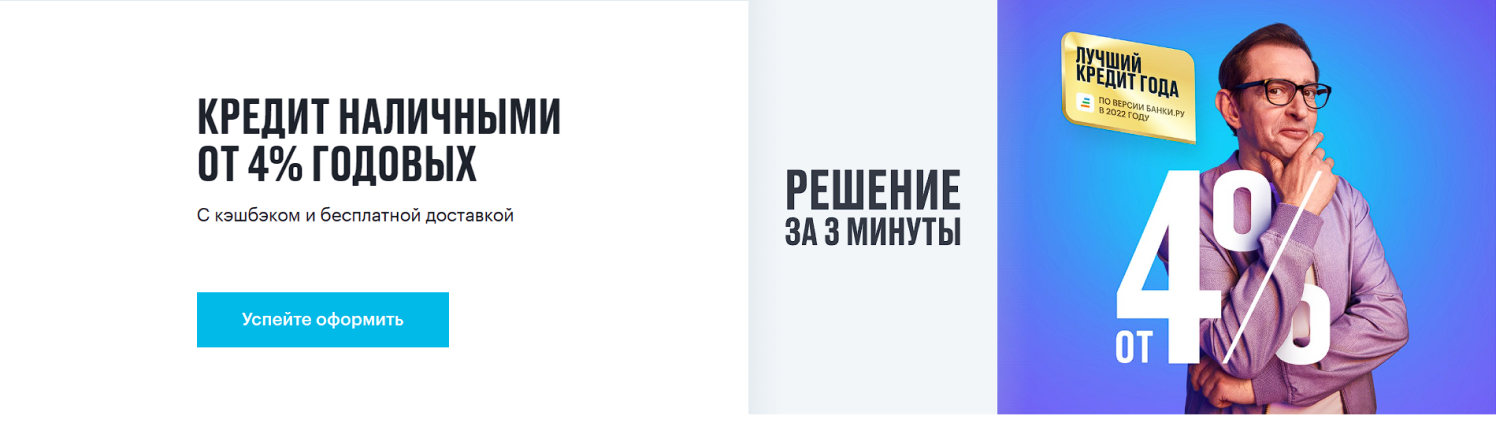 КРЕДИТ НАЛИЧНЫМИ
ОТ 4% ГОДОВЫХ
С кэшбэком и бесплатной доставкой
Успейте оформить
РЕШЕНИЕ
ЗА 3 МИНУТЫ
ЛУЧШИЙ
КРЕДИТ ГОДА
ПО ВЕРСИИ БАНКИ.РУ
В 2022 ГОДУ
ОТ 4%